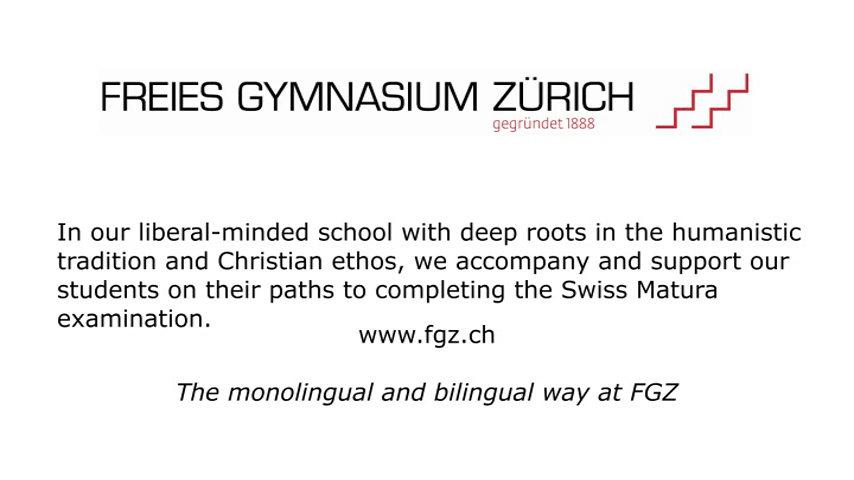 FREIES GYMNASIUM ZÜRICH
gegründet 1888
In our liberal-minded school with deep roots in the humanistic
tradition and Christian ethos, we accompany and support our
students on their paths to completing the Swiss Matura
examination.
www.fgz.ch
The monolingual and bilingual way at FGZ